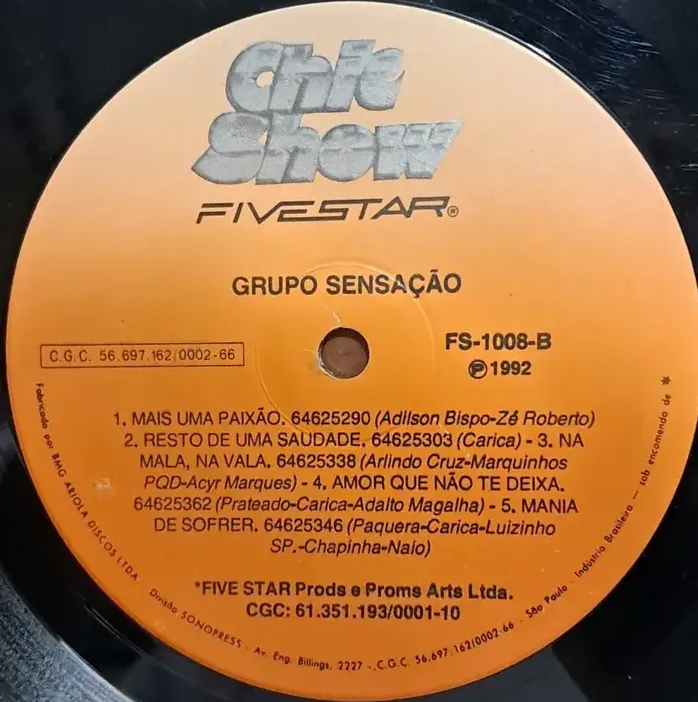 Chic
Show
FIVESTAR®
GRUPO SENSAÇÃO
C.G.C. 56.697.162/0002-66
FS-1008-B
Ⓟ1992
1. MAIS UMA PAIXÃO. 64625290 (Adilson Bispo-Zé Roberto)
2. RESTO DE UMA SAUDADE. 64625303 (Carica) - 3. NA
MALA, NA VALA. 64625338 (Arlindo Cruz-Marquinhos
PQD-Acyr Marques) - 4. AMOR QUE NÃO TE DEIXA.
64625362 (Prateado-Carica-Adalto Magalha) - 5. MANIA
DE SOFRER. 64625346 (Paquera-Carica-Luizinho
SP.-Chapinha-Naio)
*FIVE STAR Prods e Proms Arts Ltda.
CGC: 61.351.193/0001-10
Fabricado por BMG ARIOLA DISCOS LTDA. Divisão SONOPRESS - Av. Eng. Billings, 2227 - C.G.C. 56.697.162/0002-66 - São Paulo - Indústria Brasileira — sob encomenda de *